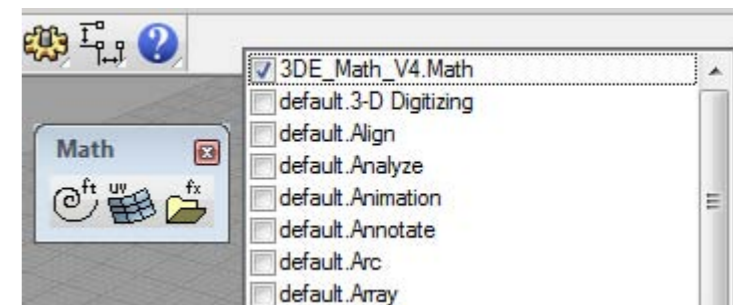 3DE_Math_V4.Math
default.3-D Digitizing
default.Align
default.Analyze
default.Animation
default.Annotate
default.Arc
default.Array
Math
ft uv fx